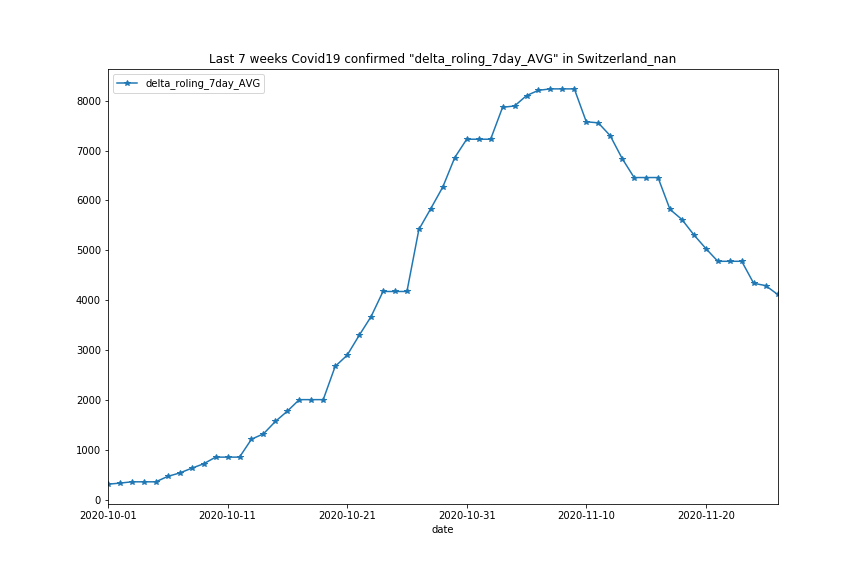 Last 7 weeks Covid19 confirmed "delta_roling_7day_AVG" in Switzerland_nan
delta_roling_7day_AVG
8000
7000
6000
5000
4000
3000
2000
1000
0
2020-10-01 2020-10-11 2020-10-21 2020-10-31 2020-11-10 2020-11-20
date